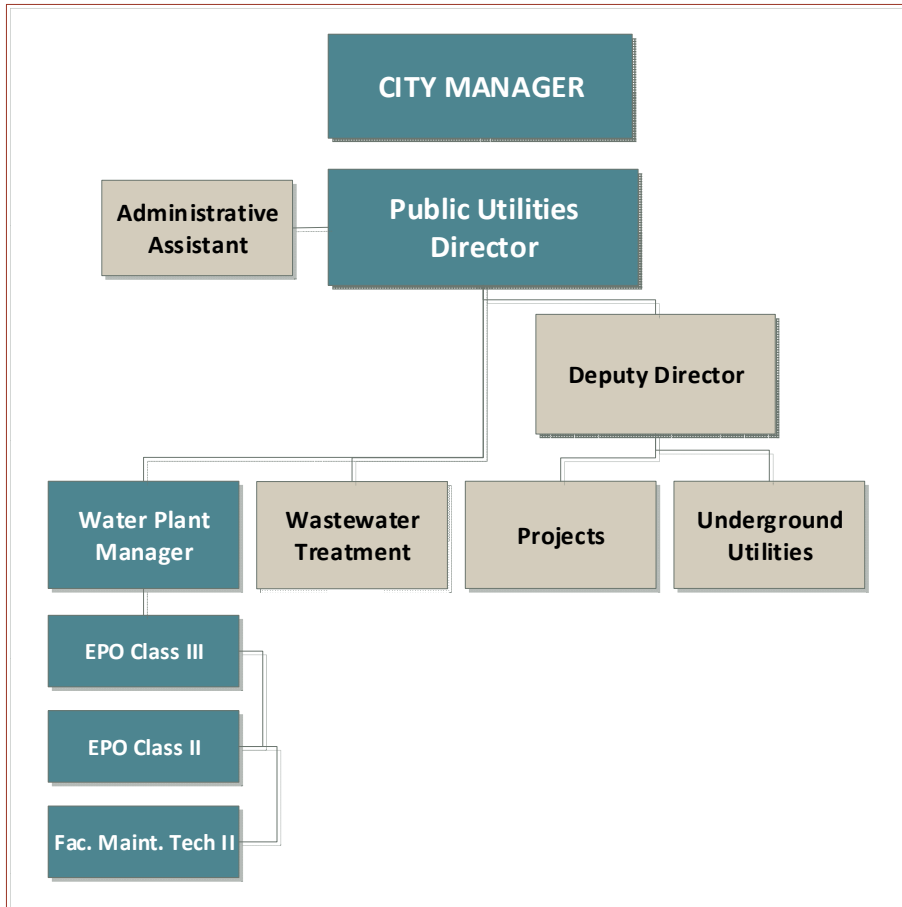 CITY MANAGER
Administrative
Assistant
Public Utilities
Director
Deputy Director
Water Plant
Manager
Wastewater
Treatment
Projects
Underground
Utilities
EPO Class III
EPO Class II
Fac. Maint. Tech II